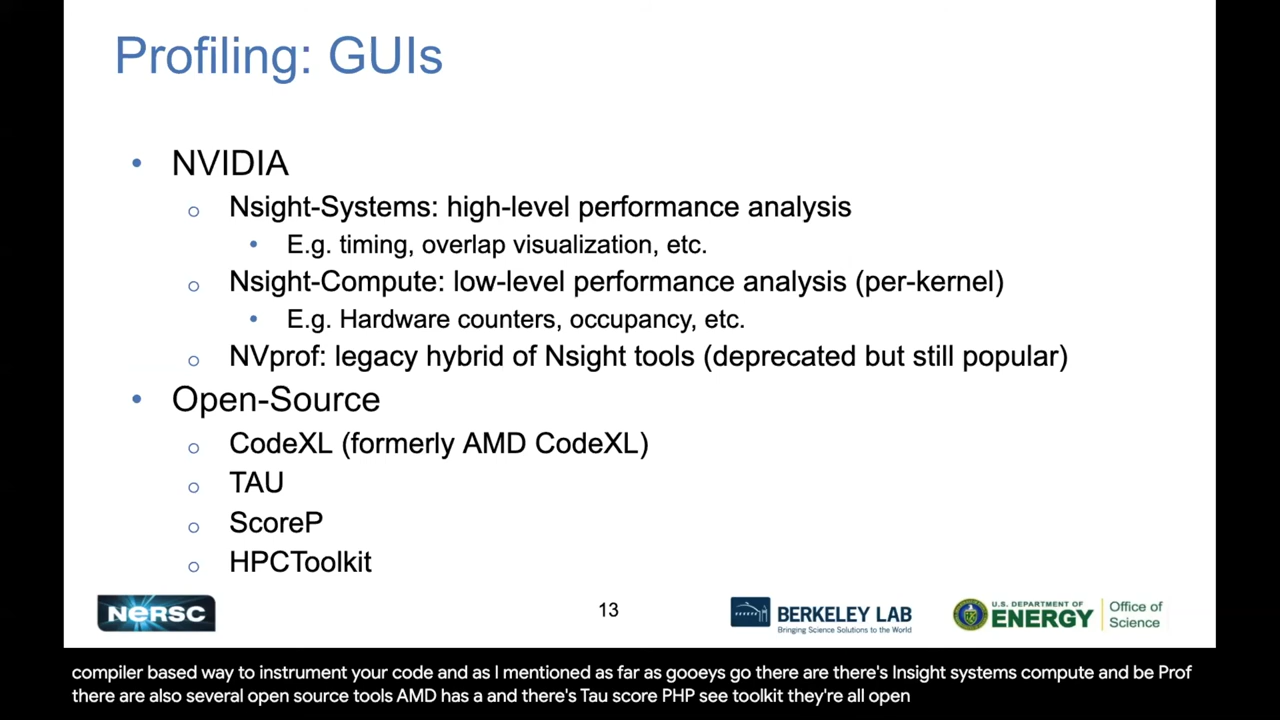 Profiling: GUIs
• NVIDIA
o Nsight-Systems: high-level performance analysis
• E.g. timing, overlap visualization, etc.
o Nsight-Compute: low-level performance analysis (per-kernel)
• E.g. Hardware counters, occupancy, etc.
o NVprof: legacy hybrid of Nsight tools (deprecated but still popular)
• Open-Source
o CodeXL (formerly AMD CodeXL)
o TAU
o ScoreP
o HPCToolkit
NERSC
13
BERKELEY LAB
Bringing Science Solutions to the World
U.S. DEPARTMENT OF
ENERGY
Office of
Science
compiler based way to instrument your code and as I mentioned as far as gooeys go there are there's Insight systems compute and be Prof
there are also several open source tools AMD has a and there's Tau score PHP see toolkit they're all open